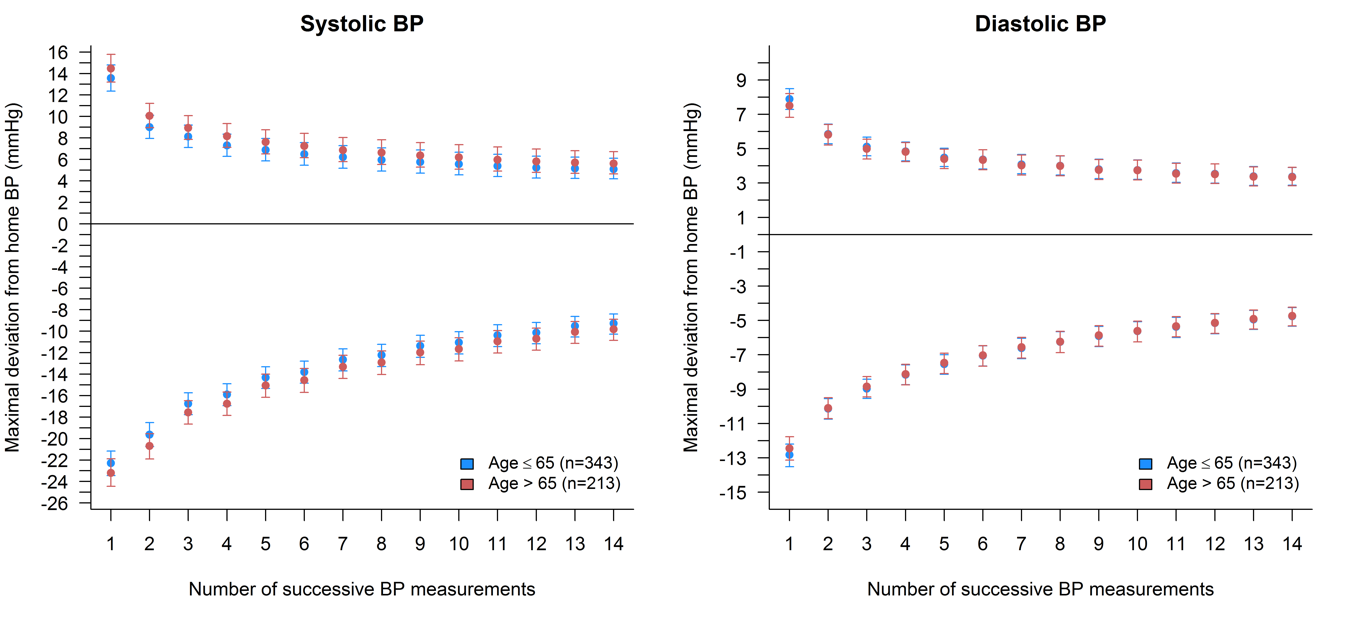 Systolic BP
Maximal deviation from home BP (mmHg)
16
14
12
10
8
6
4
2
0
-2
-4
-6
-8
-10
-12
-14
-16
-18
-20
-22
-24
-26
Age ≤ 65 (n=343)
Age > 65 (n=213)
1 2 3 4 5 6 7 8 9 10 11 12 13 14
Number of successive BP measurements
Diastolic BP
Maximal deviation from home BP (mmHg)
9
7
5
3
1
-1
-3
-5
-7
-9
-11
-13
-15
Age ≤ 65 (n=343)
Age > 65 (n=213)
1 2 3 4 5 6 7 8 9 10 11 12 13 14
Number of successive BP measurements